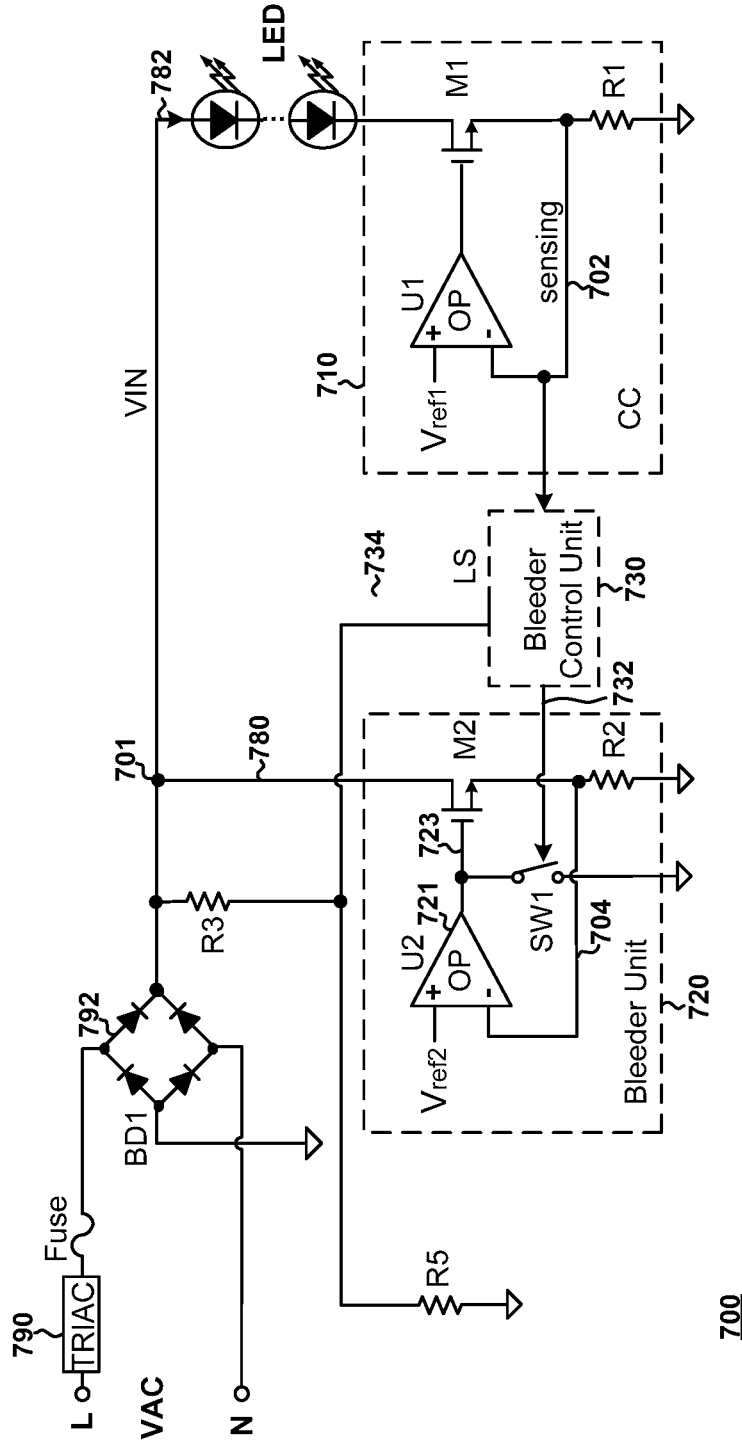 790
TRIAC
Fuse
L
VAC
N
792
BD1
R3
701
VIN
782
LED
780
734
R5
LS
Bleeder
Control Unit
730
732
710
Vref1
+
-
U1
OP
M1
sensing
702
R1
CC
Vref2
+
-
U2
OP
721
723
M2
SW1
704
R2
Bleeder Unit
720
700